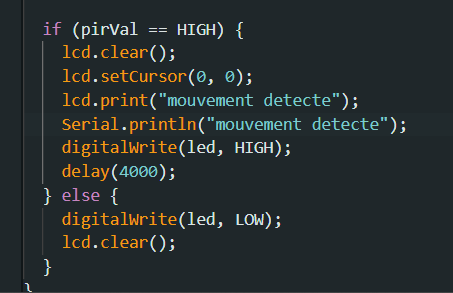 if (pirVal == HIGH) {
lcd.clear();
lcd.setCursor(0, 0);
lcd.print("mouvement detecte");
Serial.println("mouvement detecte");
digitalWrite(led, HIGH);
delay(4000);
} else {
digitalWrite(led, LOW);
lcd.clear();
}
}